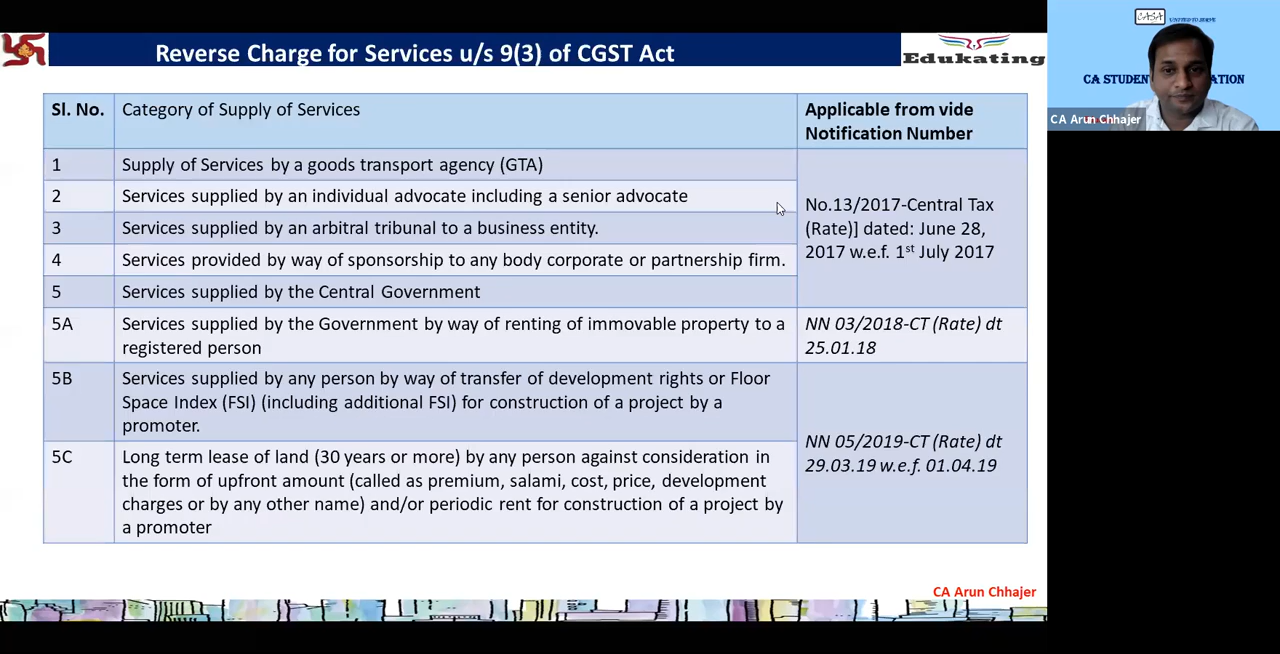 Reverse Charge for Services u/s 9(3) of CGST Act
Edukating
CASA
CA STUDEN ATION
CA Arun Chhajer
Sl. No.
Category of Supply of Services
Applicable from vide
Notification Number
1
Supply of Services by a goods transport agency (GTA)
2
Services supplied by an individual advocate including a senior advocate
3
Services supplied by an arbitral tribunal to a business entity.
4
Services provided by way of sponsorship to any body corporate or partnership firm.
5
Services supplied by the Central Government
No.13/2017-Central Tax
(Rate)] dated: June 28,
2017 w.e.f. 1st July 2017
5A
Services supplied by the Government by way of renting of immovable property to a
registered person
NN 03/2018-CT (Rate) dt
25.01.18
5B
Services supplied by any person by way of transfer of development rights or Floor
Space Index (FSI) (including additional FSI) for construction of a project by a
promoter.
5C
Long term lease of land (30 years or more) by any person against consideration in
the form of upfront amount (called as premium, salami, cost, price, development
charges or by any other name) and/or periodic rent for construction of a project by
a promoter
NN 05/2019-CT (Rate) dt
29.03.19 w.e.f. 01.04.19
CA Arun Chhajer